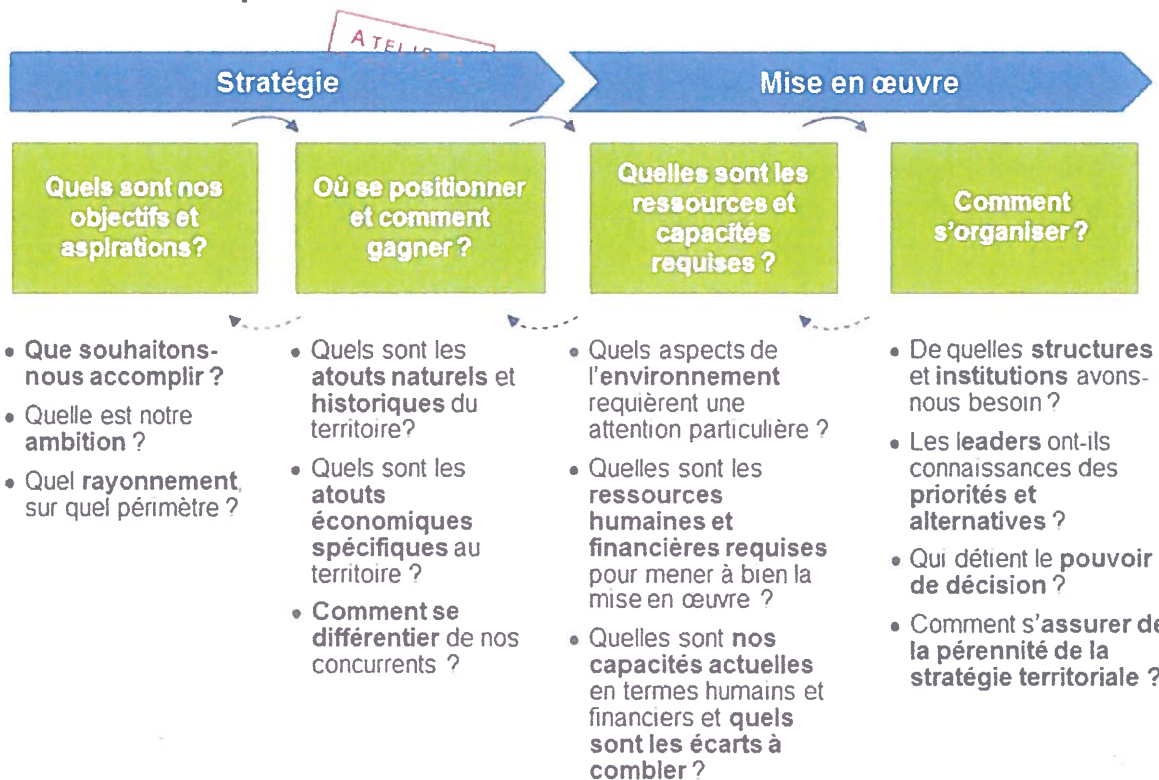 Stratégie
Mise en œuvre
Quels sont nos
objectifs et
aspirations?
Où se positionner
et comment
gagner ?
Quelles sont les
ressources et
capacités
requises ?
Comment
s'organiser ?
• Que souhaitons-
nous accomplir ?
• Quelle est notre
ambition ?
• Quel rayonnement,
sur quel périmètre ?
• Quels sont les
atouts naturels et
historiques du
territoire?
• Quels sont les
atouts
économiques
spécifiques au
territoire ?
• Comment se
différentier de nos
concurrents ?
• Quels aspects de
l'environnement
requièrent une
attention particulière ?
• Quelles sont les
ressources
humaines et
financières requises
pour mener à bien la
mise en œuvre ?
• Quelles sont nos
capacités actuelles
en termes humains et
financiers et quels
sont les écarts à
combler ?
• De quelles structures
et institutions avons-
nous besoin ?
• Les leaders ont-ils
connaissances des
priorités et
alternatives ?
• Qui détient le pouvoir
de décision ?
• Comment s'assurer de
la pérennité de la
stratégie territoriale ?